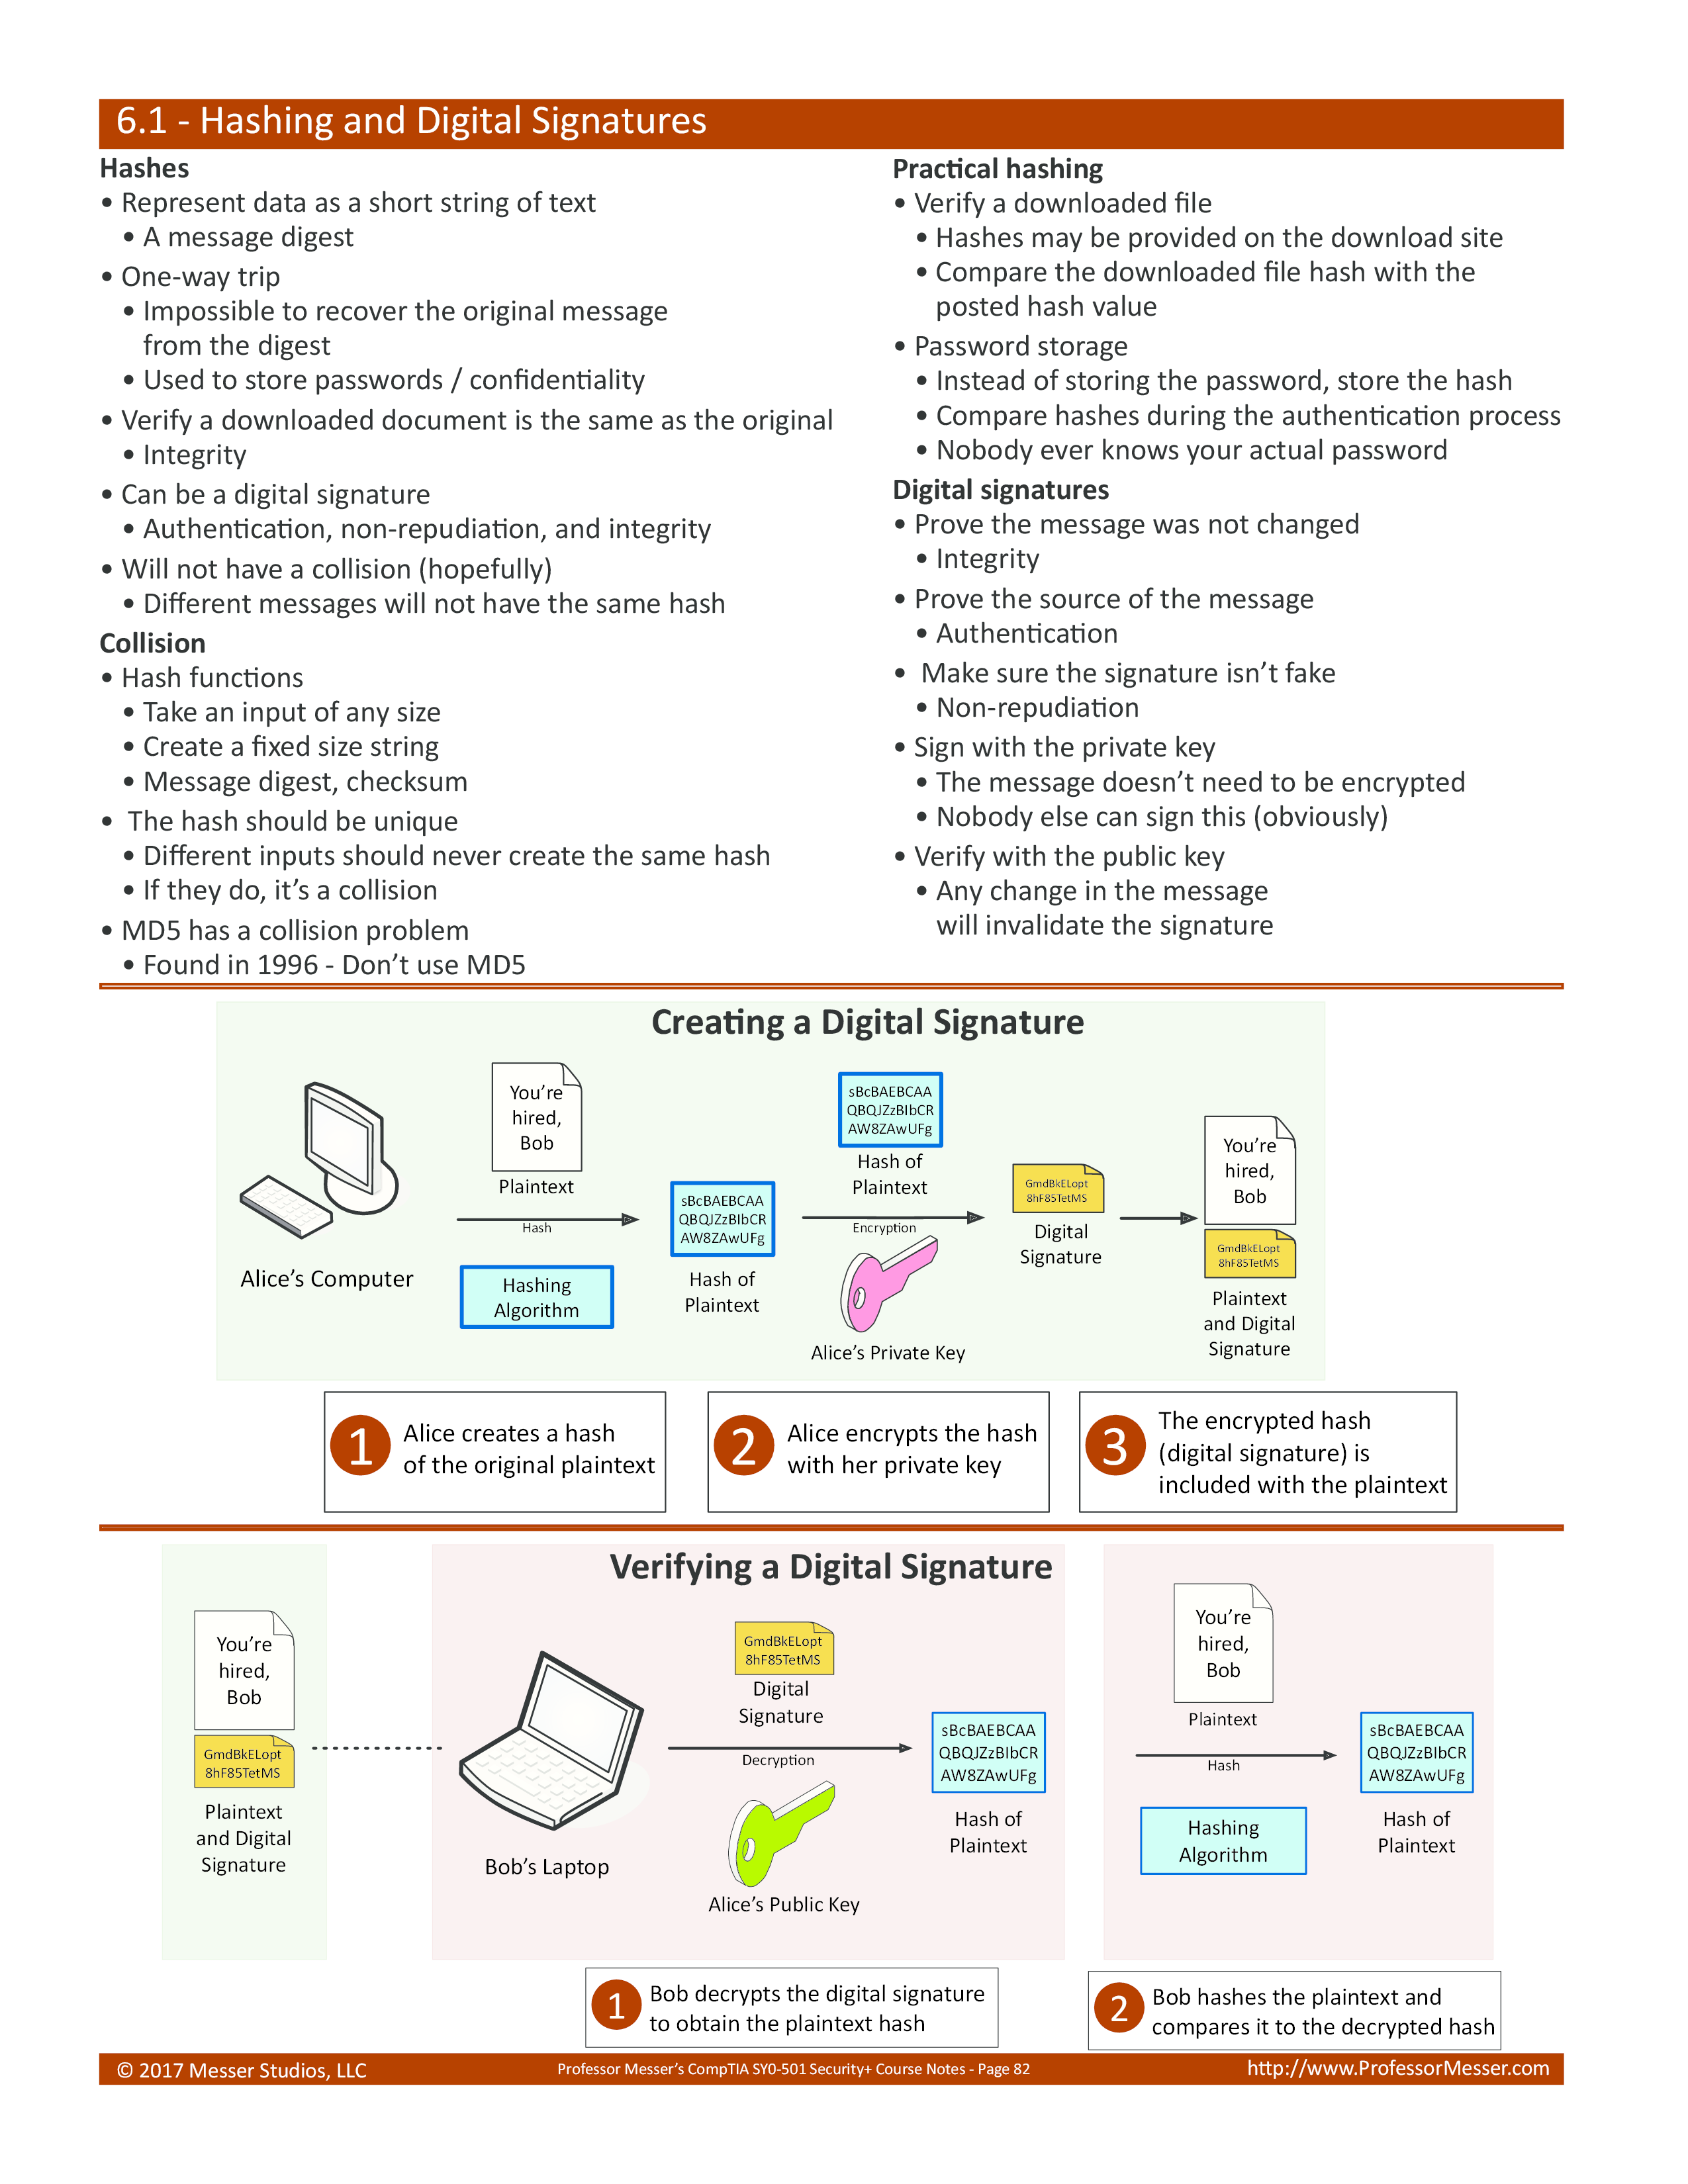 6.1 - Hashing and Digital Signatures
Hashes
• Represent data as a short string of text
• A message digest
• One-way trip
• Impossible to recover the original message
from the digest
• Used to store passwords / confidentiality
• Verify a downloaded document is the same as the original
• Integrity
• Can be a digital signature
• Authentication, non-repudiation, and integrity
• Will not have a collision (hopefully)
• Different messages will not have the same hash
Collision
• Hash functions
• Take an input of any size
• Create a fixed size string
• Message digest, checksum
• The hash should be unique
• Different inputs should never create the same hash
• If they do, it’s a collision
• MD5 has a collision problem
• Found in 1996 - Don’t use MD5
Practical hashing
• Verify a downloaded file
• Hashes may be provided on the download site
• Compare the downloaded file hash with the
posted hash value
• Password storage
• Instead of storing the password, store the hash
• Compare hashes during the authentication process
• Nobody ever knows your actual password
Digital signatures
• Prove the message was not changed
• Integrity
• Prove the source of the message
• Authentication
• Make sure the signature isn’t fake
• Non-repudiation
• Sign with the private key
• The message doesn’t need to be encrypted
• Nobody else can sign this (obviously)
• Verify with the public key
• Any change in the message
will invalidate the signature
Creating a Digital Signature
Alice’s Computer
You’re
hired,
Bob
Plaintext
Hash
Hashing
Algorithm
sBcBAEBCAA
QBQJZzBIbCR
AW8ZAwUFg
Hash of
Plaintext
sBcBAEBCAA
QBQJZzBIbCR
AW8ZAwUFg
Hash of
Plaintext
Encryption
Alice’s Private Key
GmdBkELopt
8hF85TetMS
Digital
Signature
You’re
hired,
Bob
GmdBkELopt
8hF85TetMS
Plaintext
and Digital
Signature
1
Alice creates a hash
of the original plaintext
2
Alice encrypts the hash
with her private key
3
The encrypted hash
(digital signature) is
included with the plaintext
Verifying a Digital Signature
You’re
hired,
Bob
GmdBkELopt
8hF85TetMS
Plaintext
and Digital
Signature
Bob’s Laptop
GmdBkELopt
8hF85TetMS
Digital
Signature
Decryption
Alice’s Public Key
sBcBAEBCAA
QBQJZzBIbCR
AW8ZAwUFg
Hash of
Plaintext
You’re
hired,
Bob
Plaintext
Hash
Hashing
Algorithm
sBcBAEBCAA
QBQJZzBIbCR
AW8ZAwUFg
Hash of
Plaintext
1
Bob decrypts the digital signature
to obtain the plaintext hash
2
Bob hashes the plaintext and
compares it to the decrypted hash
© 2017 Messer Studios, LLC
Professor Messer’s CompTIA SY0-501 Security+ Course Notes - Page 82
http://www.ProfessorMesser.com